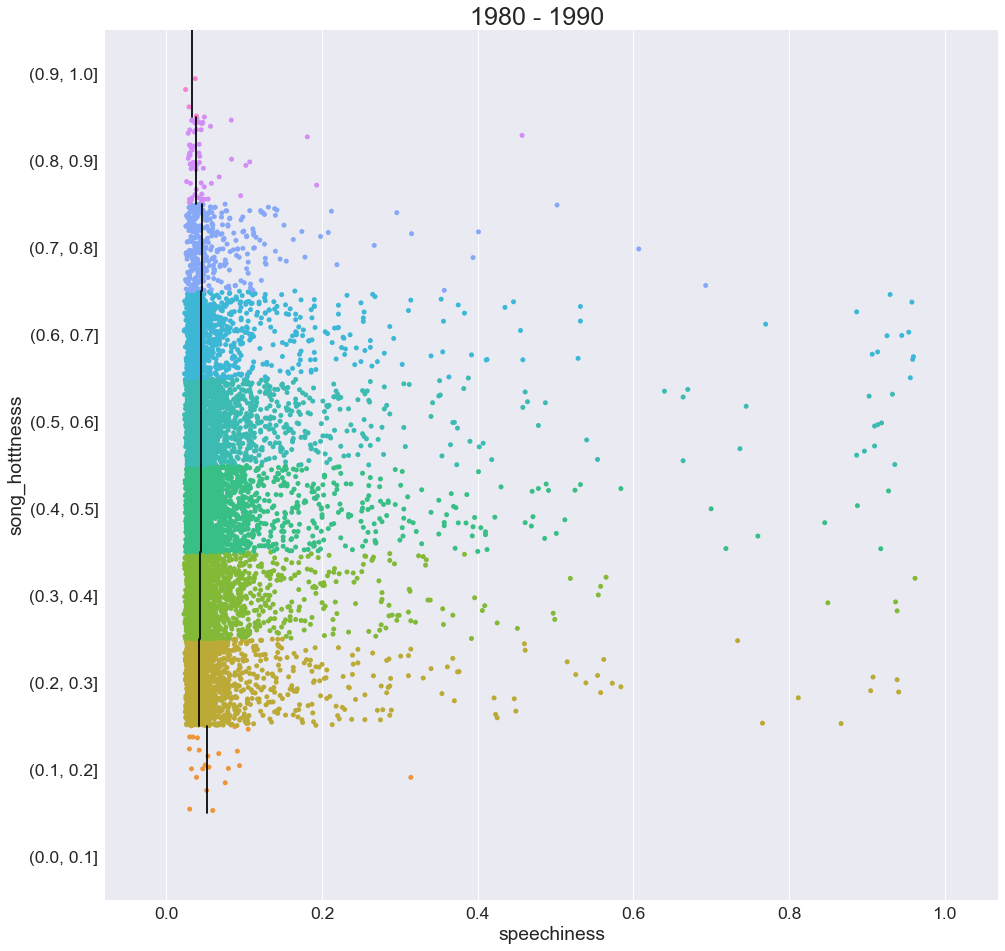 1980 - 1990
(0.9, 1.0]
(0.8, 0.9]
(0.7, 0.8]
(0.6, 0.7]
(0.5, 0.6]
(0.4, 0.5]
(0.3, 0.4]
(0.2, 0.3]
(0.1, 0.2]
(0.0, 0.1]
song_hotttnesss
0.0 0.2 0.4 0.6 0.8 1.0
speechiness